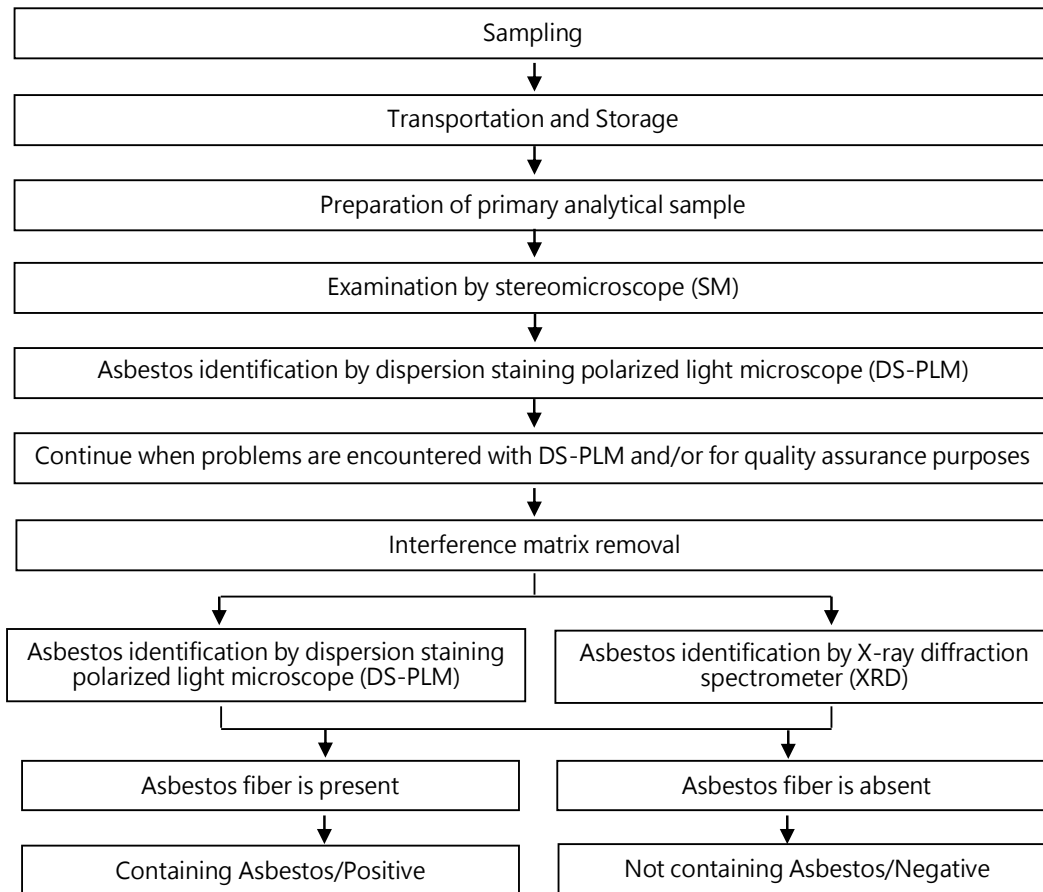 Sampling
Transportation and Storage
Preparation of primary analytical sample
Examination by stereomicroscope (SM)
Asbestos identification by dispersion staining polarized light microscope (DS-PLM)
Continue when problems are encountered with DS-PLM and/or for quality assurance purposes
Interference matrix removal
Asbestos identification by dispersion staining
polarized light microscope (DS-PLM)
Asbestos identification by X-ray diffraction
spectrometer (XRD)
Asbestos fiber is present
Asbestos fiber is absent
Containing Asbestos/Positive
Not containing Asbestos/Negative